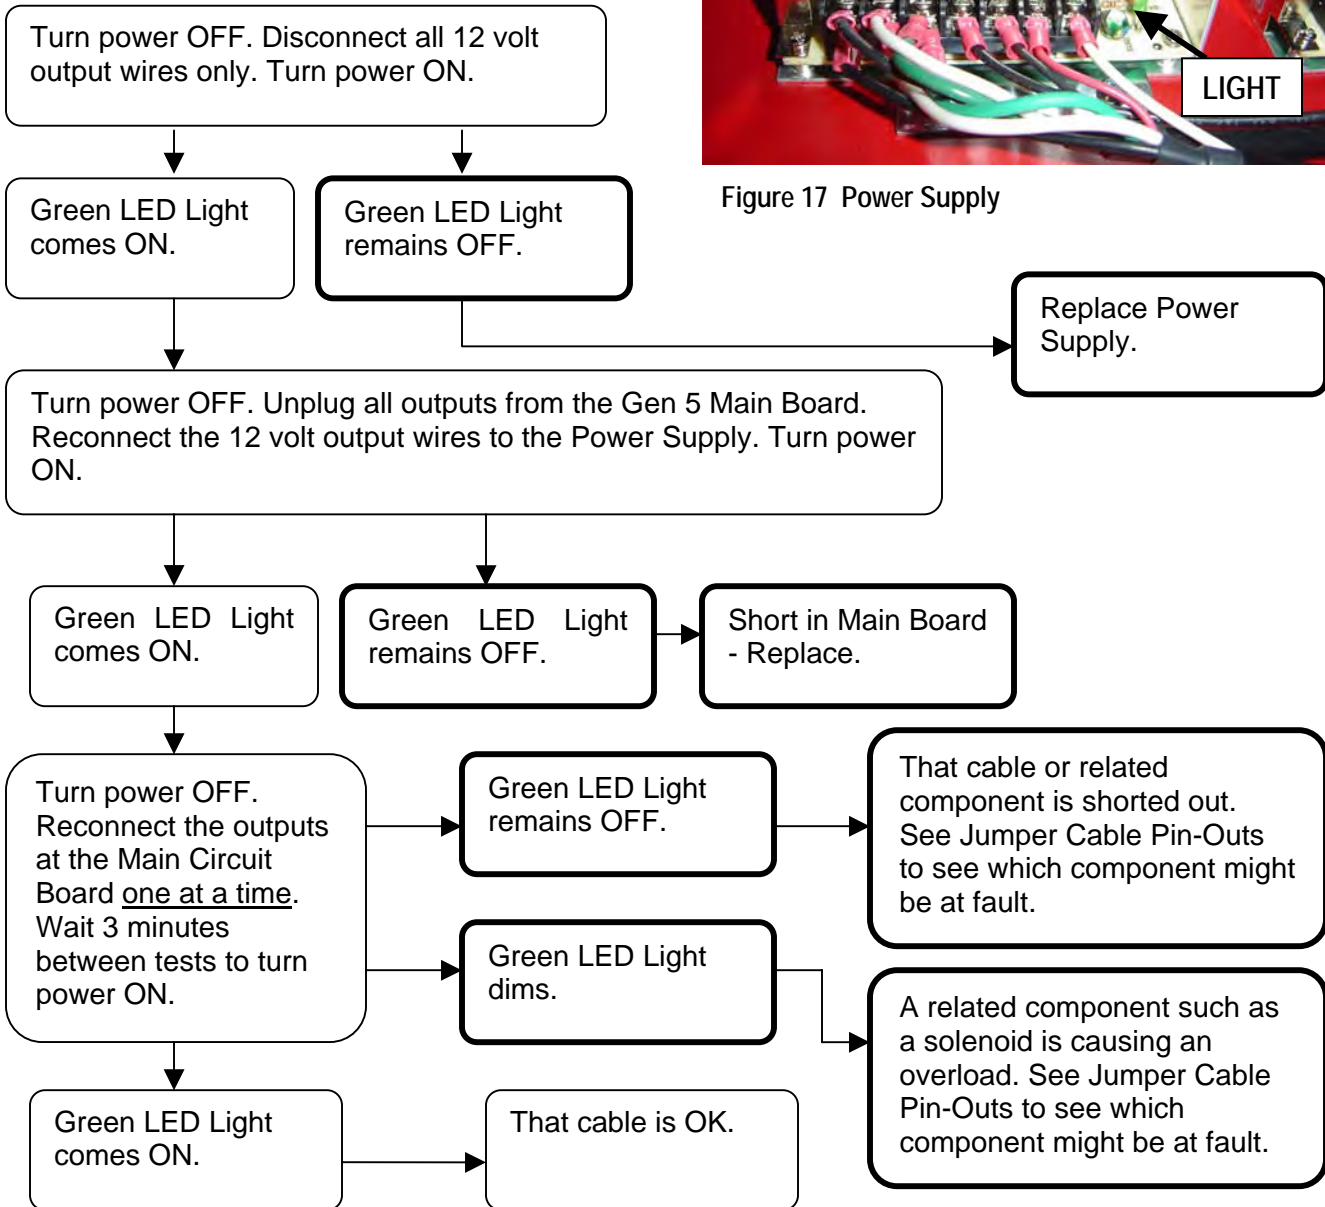 Turn power OFF. Disconnect all 12 volt
output wires only. Turn power ON.
LIGHT
Figure 17 Power Supply
Green LED Light
comes ON.
Green LED Light
remains OFF.
Replace Power
Supply.
Turn power OFF. Unplug all outputs from the Gen 5 Main Board.
Reconnect the 12 volt output wires to the Power Supply. Turn power
ON.
Green LED Light
comes ON.
Green LED Light
remains OFF.
Short in Main Board
- Replace.
Turn power OFF.
Reconnect the outputs
at the Main Circuit
Board one at a time.
Wait 3 minutes
between tests to turn
power ON.
Green LED Light
remains OFF.
That cable or related
component is shorted out.
See Jumper Cable Pin-Outs
to see which component might
be at fault.
Green LED Light
dims.
A related component such as
a solenoid is causing an
overload. See Jumper Cable
Pin-Outs to see which
component might be at fault.
Green LED Light
comes ON.
That cable is OK.